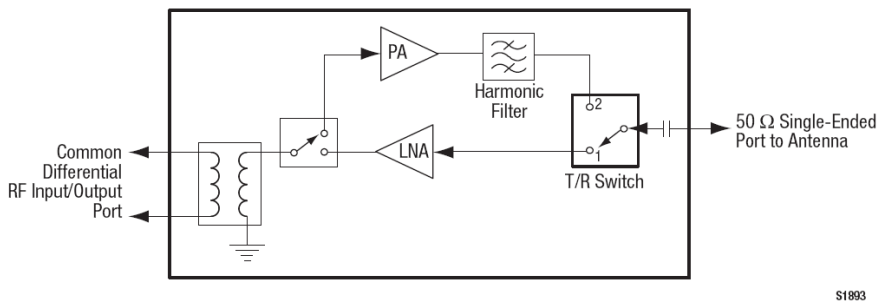 PA
Harmonic
Filter
2
50 Ω Single-Ended
Port to Antenna
Common
Differential
RF Input/Output
Port
LNA
1
T/R Switch
S1893